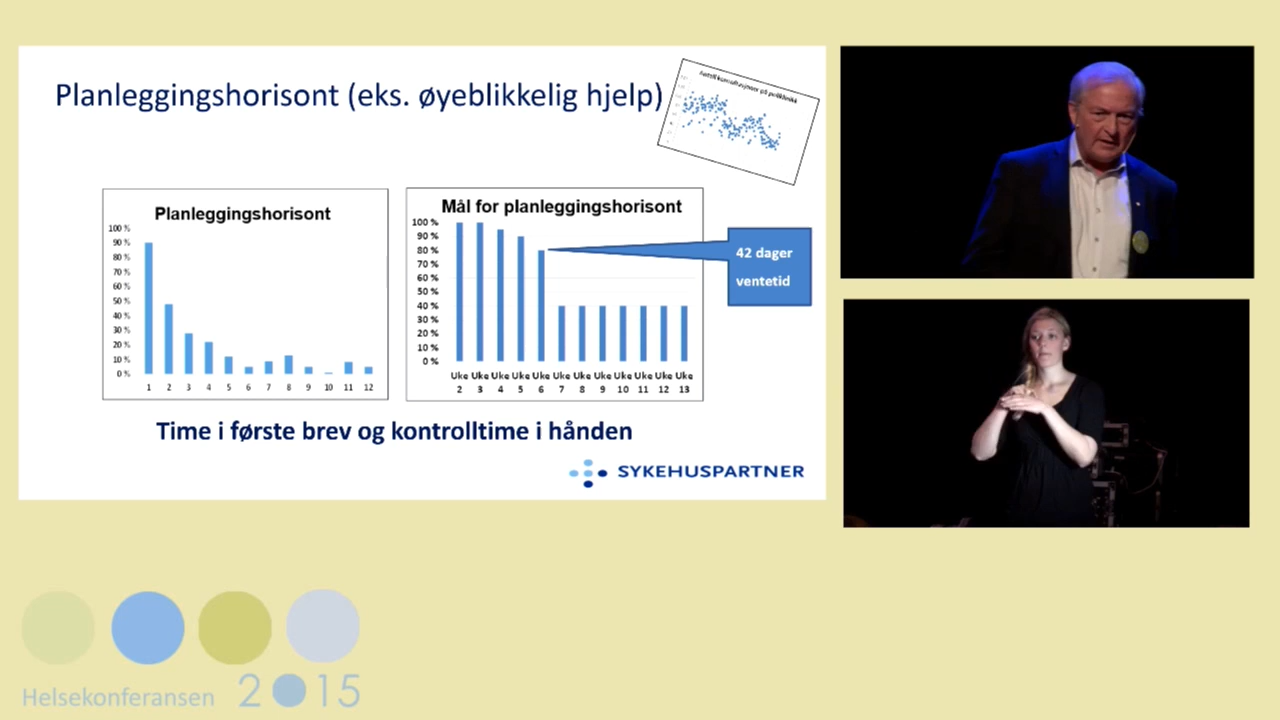 Planleggingshorisont (eks. øyeblikkelig hjelp)
Antall konsultasjoner på poliklinikk
Planleggingshorisont
100 %
90 %
80 %
70 %
60 %
50 %
40 %
30 %
20 %
10 %
0 %
1 2 3 4 5 6 7 8 9 10 11 12
Mål for planleggingshorisont
100 %
90 %
80 %
70 %
60 %
50 %
40 %
30 %
20 %
10 %
0 %
Uke Uke Uke Uke Uke Uke Uke Uke Uke Uke Uke Uke
2 3 4 5 6 7 8 9 10 11 12 13
42 dager
ventetid
Time i første brev og kontrolltime i hånden
SYKEHUSPARTNER
Helsekonferansen 2015